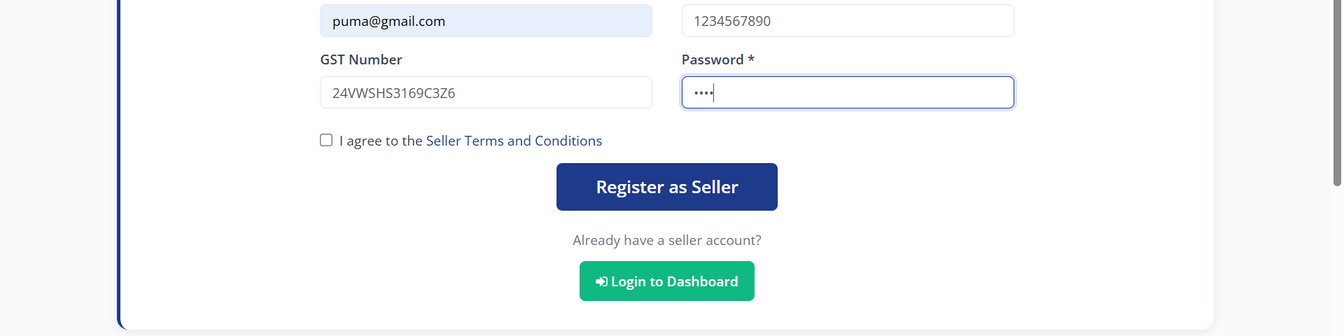 puma@gmail.com
1234567890
GST Number
Password *
24VWSHS3169C3Z6
••••
I agree to the Seller Terms and Conditions
Register as Seller
Already have a seller account?
Login to Dashboard